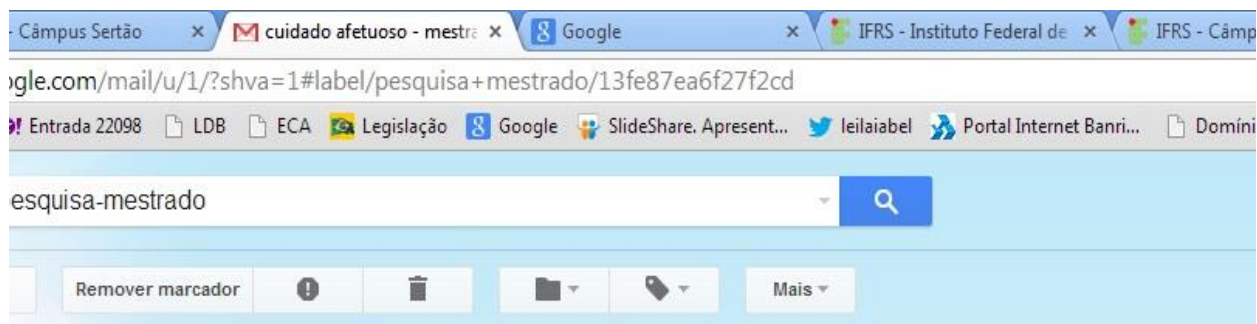 - Câmpus Sertão × cuidado afetuoso - mestra × Google × IFRS - Instituto Federal de × IFRS - Câmp
ogle.com/mail/u/1/?shva=1#label/pesquisa+mestrado/13fe87ea6f27f2cd
Entrada 22098 LDB ECA Legislação Google SlideShare. Apresent... leilaiabel Portal Internet Banri... Domíni
esquisa-mestrado
Remover marcador Mais